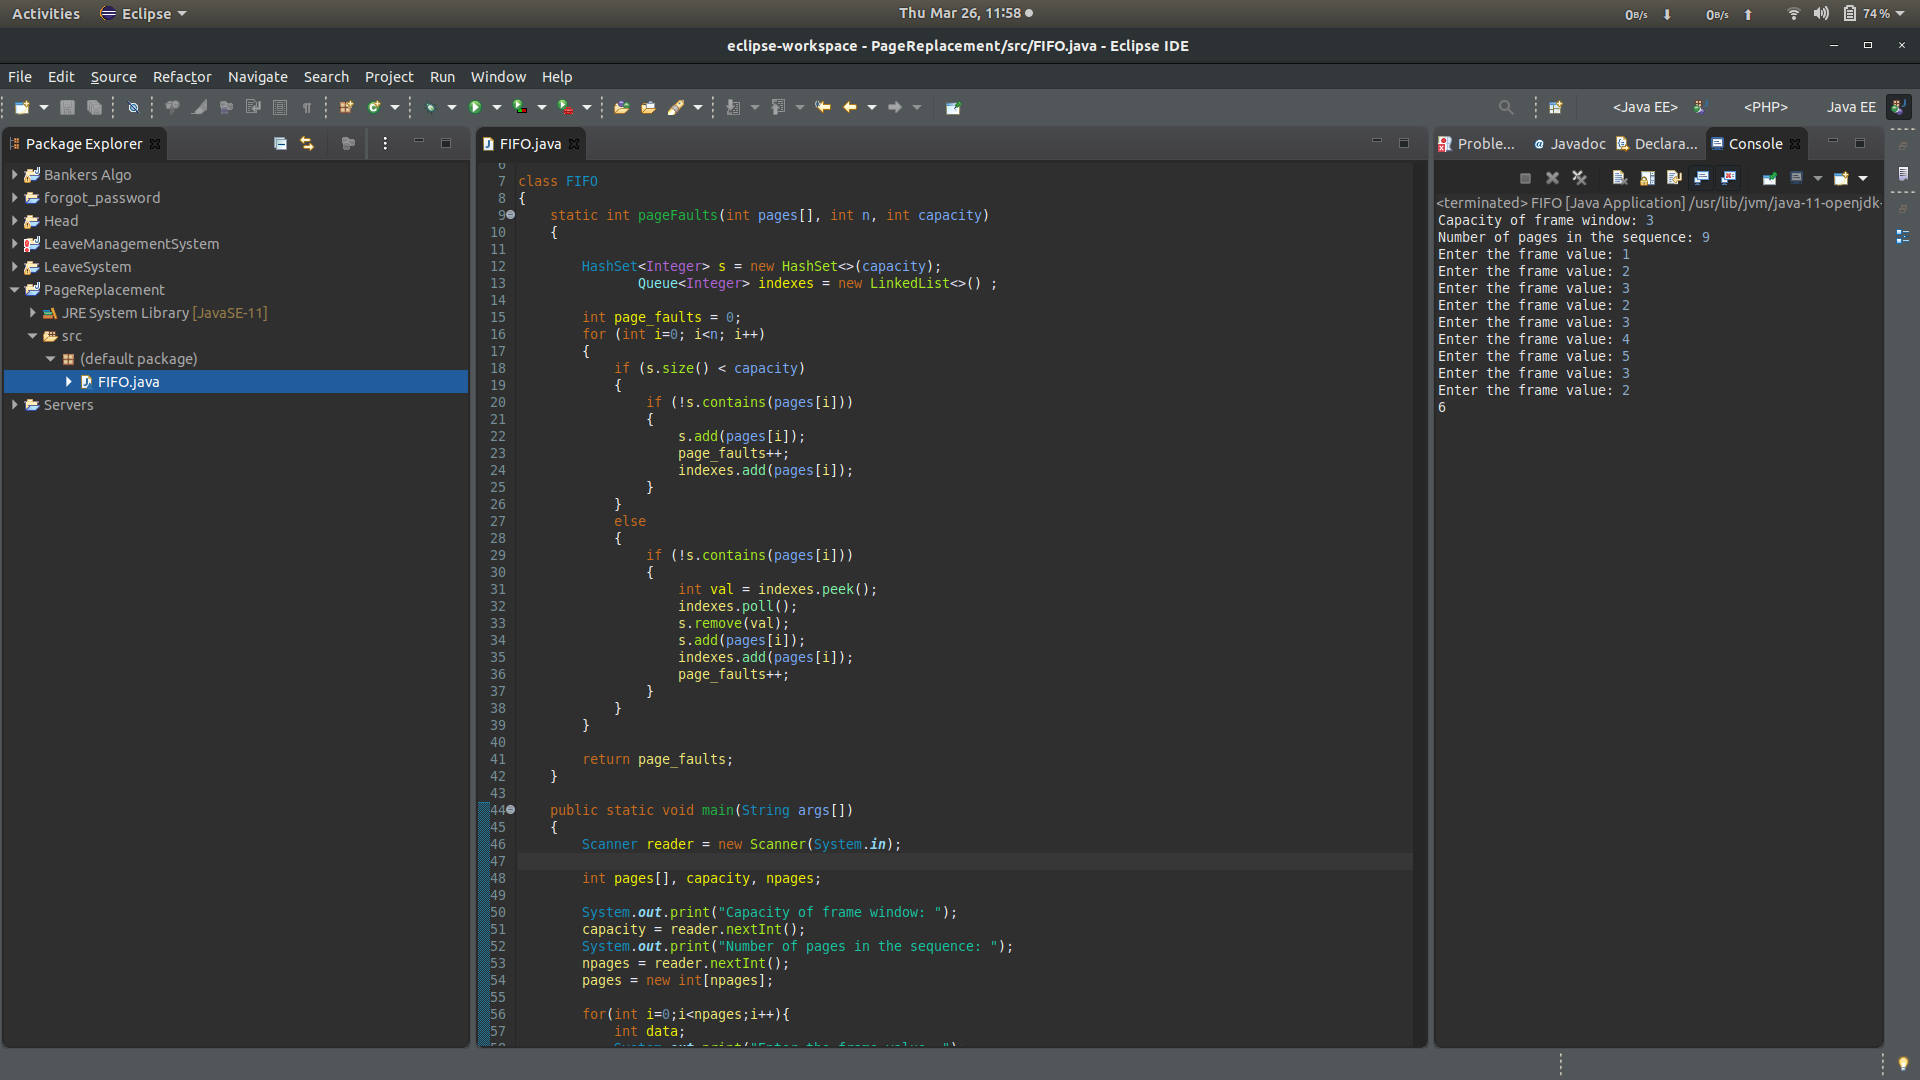 Activities Eclipse Thu Mar 26, 11:58 0B/s 0B/s 74%
eclipse-workspace - PageReplacement/src/FIFO.java - Eclipse IDE
File Edit Source Refactor Navigate Search Project Run Window Help
<Java EE> <PHP> Java EE
Package Explorer
Bankers Algo
forgot_password
Head
LeaveManagementSystem
LeaveSystem
PageReplacement
JRE System Library [JavaSE-11]
src
(default package)
FIFO.java
Servers
FIFO.java
6
7 class FIFO
8 {
9 static int pageFaults(int pages[], int n, int capacity)
10 {
11
12 HashSet<Integer> s = new HashSet<>(capacity);
13 Queue<Integer> indexes = new LinkedList<>() ;
14
15 int page_faults = 0;
16 for (int i=0; i<n; i++)
17 {
18 if (s.size() < capacity)
19 {
20 if (!s.contains(pages[i]))
21 {
22 s.add(pages[i]);
23 page_faults++;
24 indexes.add(pages[i]);
25 }
26 }
27 else
28 {
29 if (!s.contains(pages[i]))
30 {
31 int val = indexes.peek();
32 indexes.poll();
33 s.remove(val);
34 s.add(pages[i]);
35 indexes.add(pages[i]);
36 page_faults++;
37 }
38 }
39 }
40
41 return page_faults;
42 }
43
44 public static void main(String args[])
45 {
46 Scanner reader = new Scanner(System.in);
47
48 int pages[], capacity, npages;
49
50 System.out.print("Capacity of frame window: ");
51 capacity = reader.nextInt();
52 System.out.print("Number of pages in the sequence: ");
53 npages = reader.nextInt();
54 pages = new int[npages];
55
56 for(int i=0;i<npages;i++){
57 int data;
58 System.out.print("Enter the frame value: ")
Proble... Javadoc Declara... Console
<terminated> FIFO [Java Application] /usr/lib/jvm/java-11-openjdk-
Capacity of frame window: 3
Number of pages in the sequence: 9
Enter the frame value: 1
Enter the frame value: 2
Enter the frame value: 3
Enter the frame value: 2
Enter the frame value: 3
Enter the frame value: 4
Enter the frame value: 5
Enter the frame value: 3
Enter the frame value: 2
6